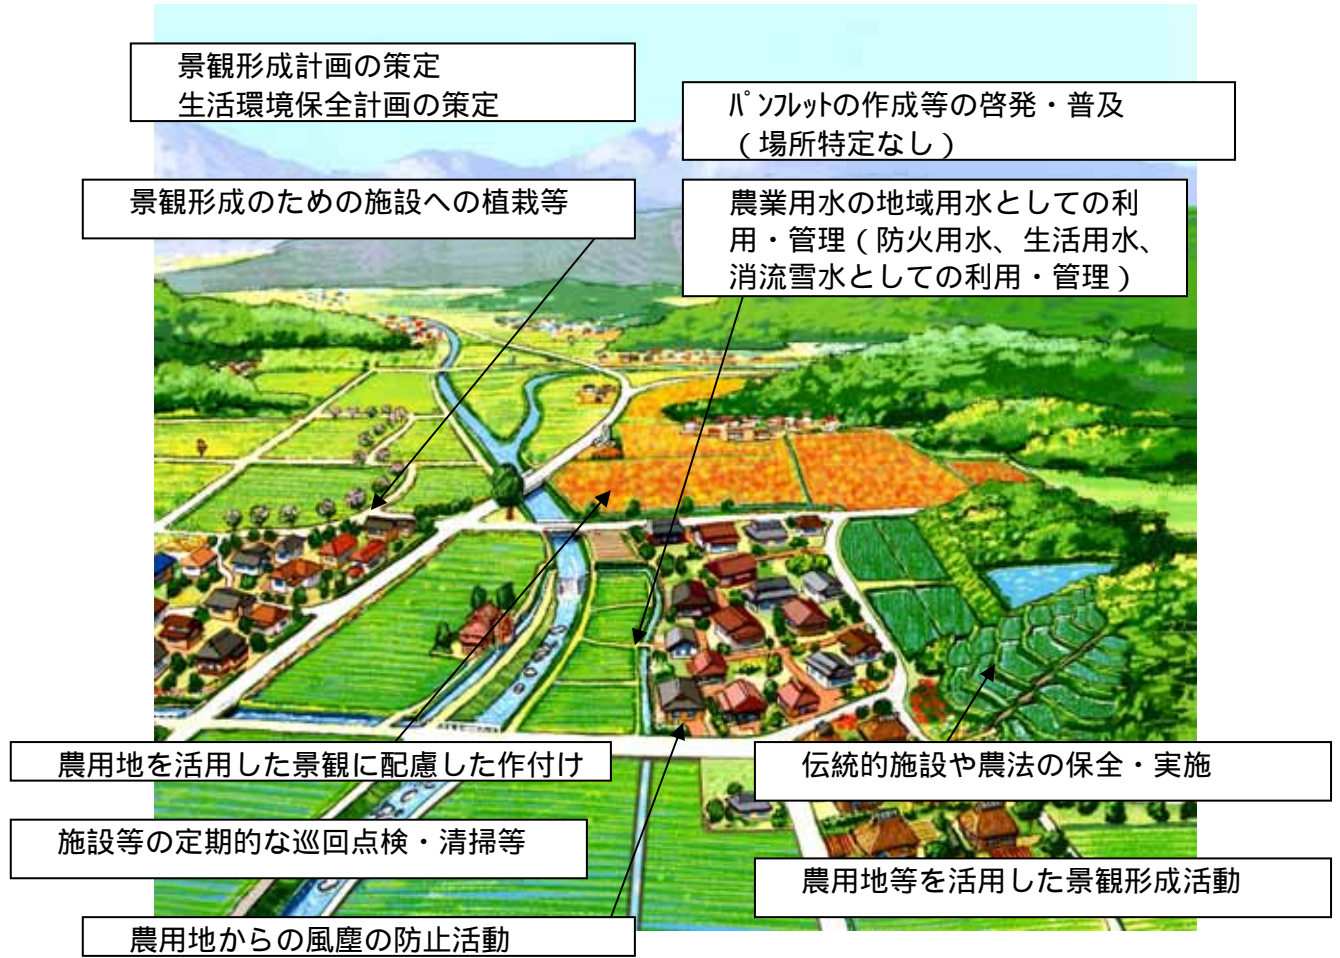 景観形成計画の策定
生活環境保全計画の策定
ﾊﾟﾝﾌﾚｯﾄの作成等の啓発・普及
（場所特定なし）
景観形成のための施設への植栽等
農業用水の地域用水としての利
用・管理（防火用水、生活用水、
消流雪水としての利用・管理）
農用地を活用した景観に配慮した作付け
伝統的施設や農法の保全・実施
施設等の定期的な巡回点検・清掃等
農用地等を活用した景観形成活動
農用地からの風塵の防止活動